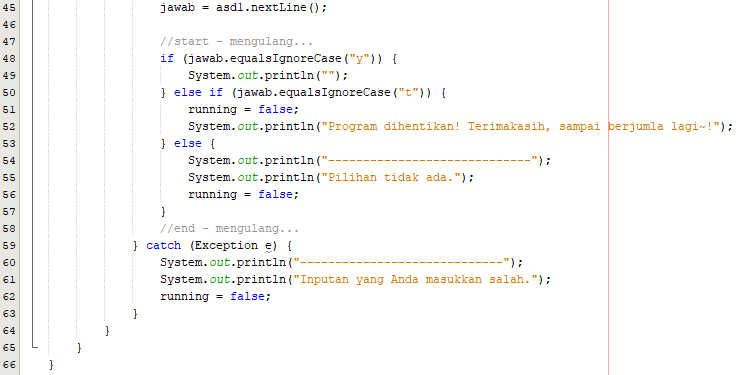 45 jawab = asdl.nextLine();
46
47 //start - mengulang...
48 if (jawab.equalsIgnoreCase("y")) {
49 System.out.println("");
50 } else if (jawab.equalsIgnoreCase("t")) {
51 running = false;
52 System.out.println("Program dihentikan! Terimakasih, sampai berjumla lagi~!");
53 } else {
54 System.out.println("-----------------------------");
55 System.out.println("Pilihan tidak ada.");
56 running = false;
57 }
58 //end - mengulang...
59 } catch (Exception e) {
60 System.out.println("-----------------------------");
61 System.out.println("Inputan yang Anda masukkan salah.");
62 running = false;
63 }
64 }
65 }
66 }